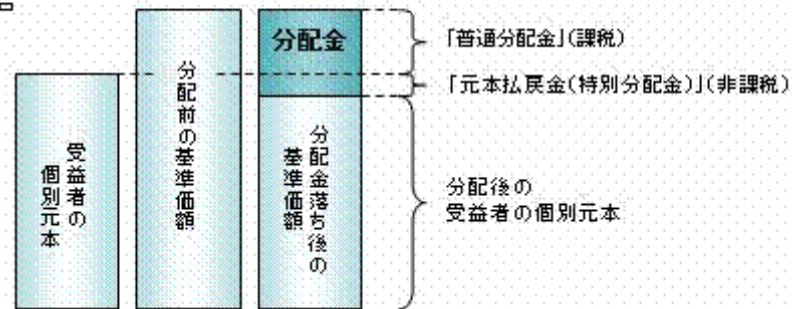 受益者の
個別元本
分配前の基準価額
分配金
分配金落ち後の
基準価額
「普通分配金」(課税)
「元本払戻金(特別分配金)」(非課税)
分配後の
受益者の個別元本